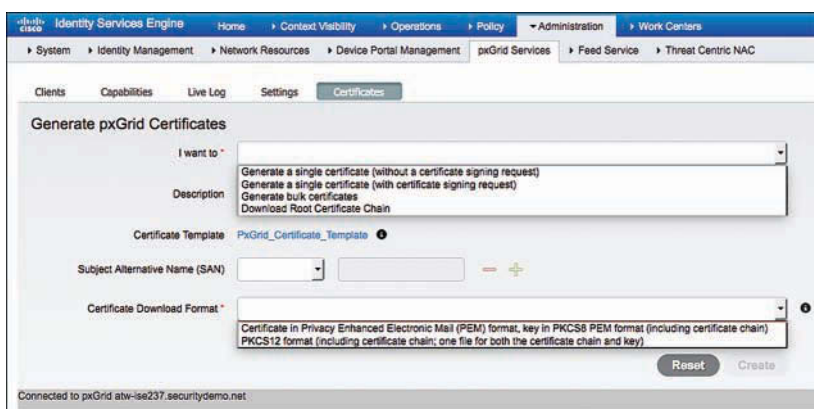 cisco Identity Services Engine Home Context Visibility Operations Policy Administration Work Centers
System Identity Management Network Resources Device Portal Management pxGrid Services Feed Service Threat Centric NAC
Clients Capabilities Live Log Settings Certificates
Generate pxGrid Certificates
I want to *
Generate a single certificate (without a certificate signing request)
Generate a single certificate (with certificate signing request)
Generate bulk certificates
Download Root Certificate Chain
Description
Certificate Template PxGrid_Certificate_Template
Subject Alternative Name (SAN)
Certificate Download Format *
Certificate in Privacy Enhanced Electronic Mail (PEM) format, key in PKCS8 PEM format (including certificate chain)
PKCS12 format (including certificate chain; one file for both the certificate chain and key)
Reset Create
Connected to pxGrid atw-ise237.securitydemo.net